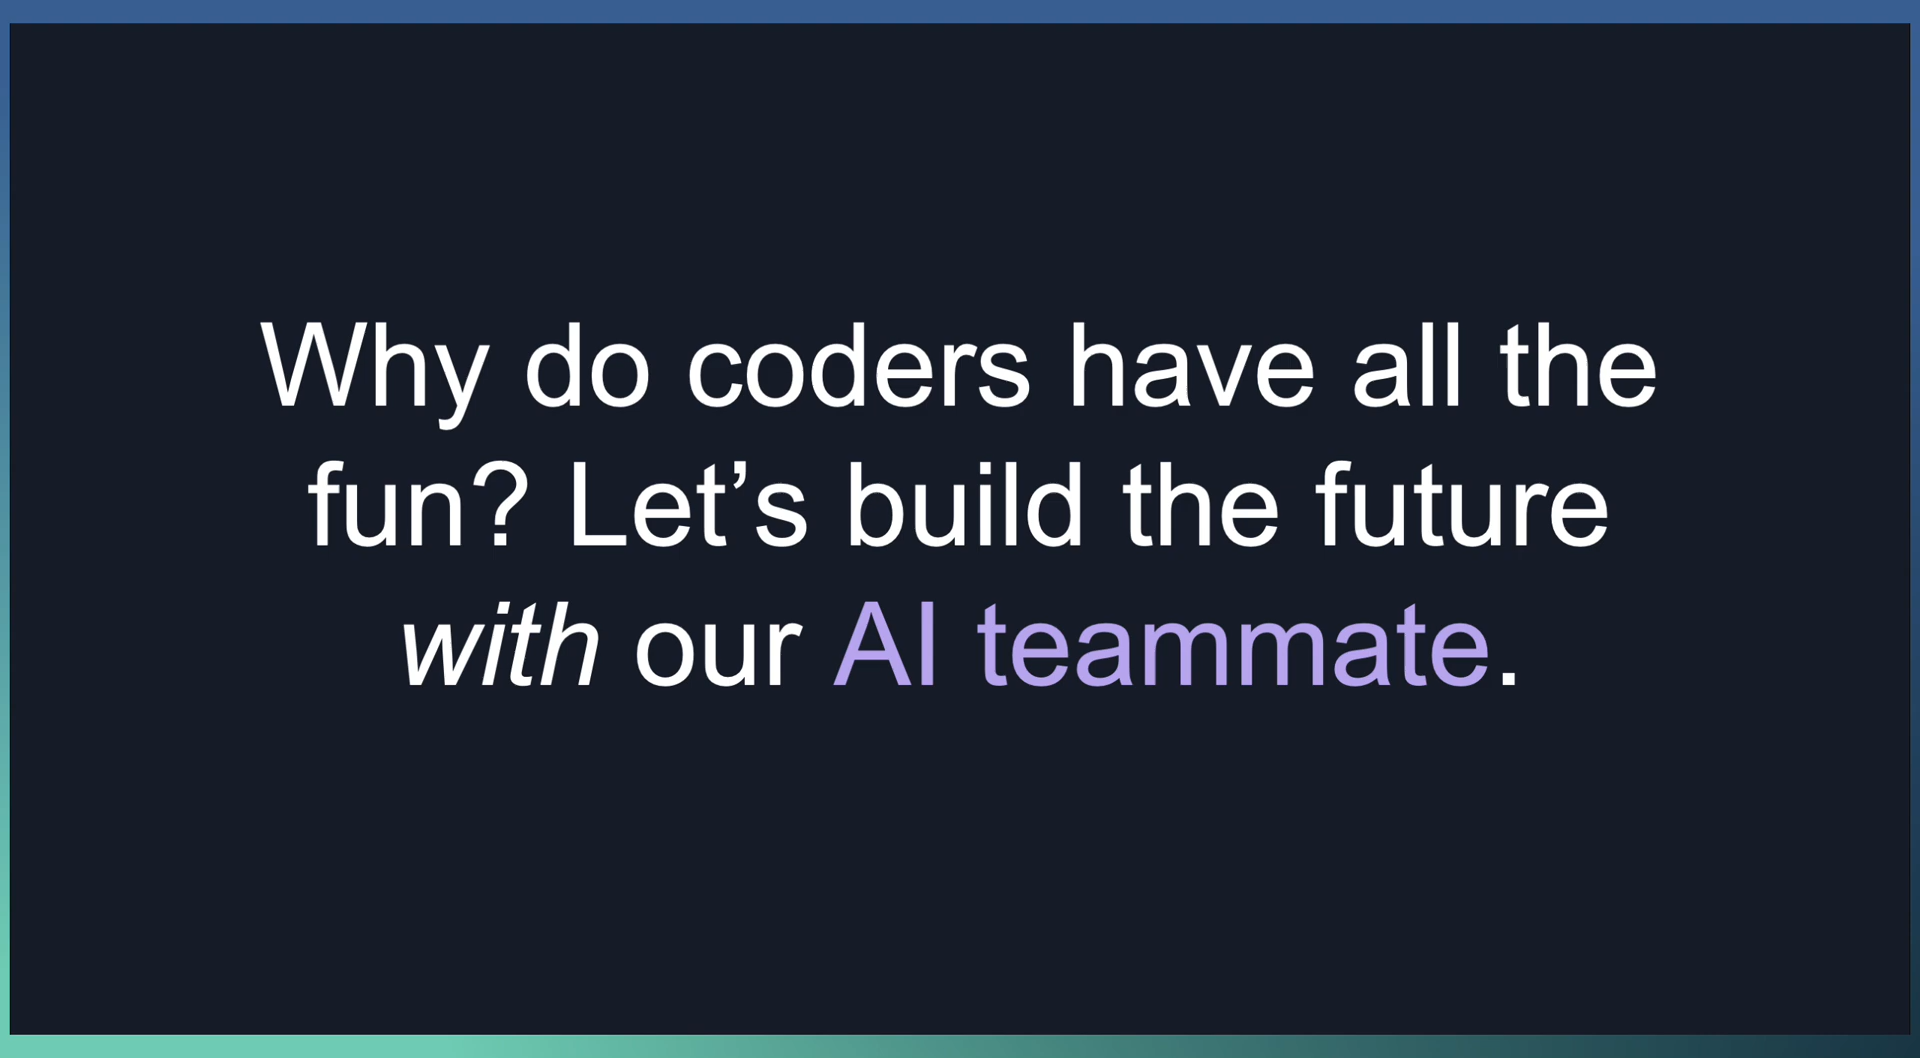 Why do coders have all the
fun? Let’s build the future
with our AI teammate.